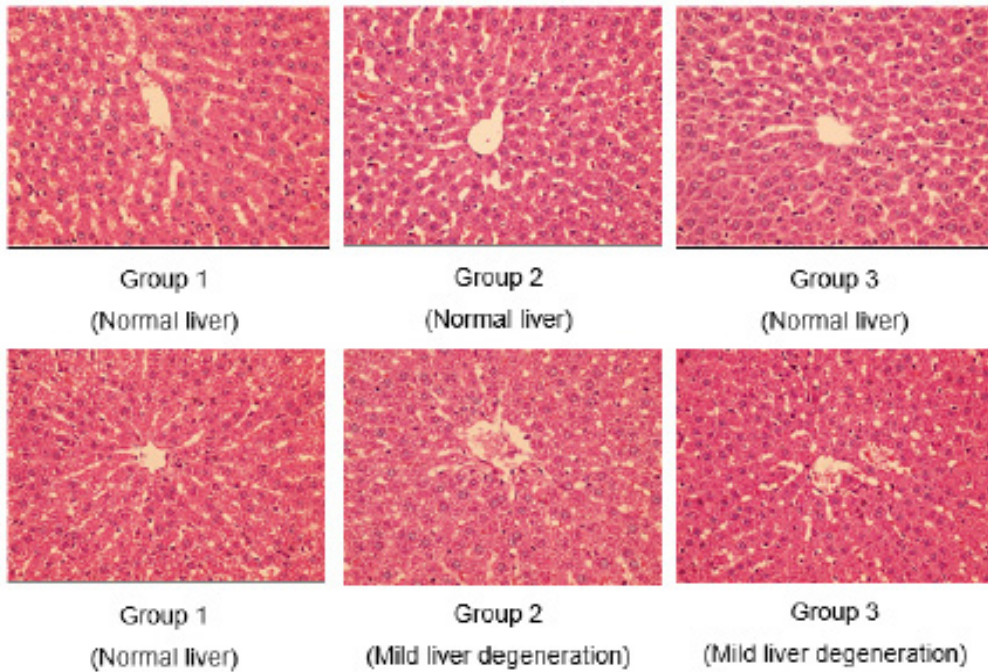 Group 1
(Normal liver)
Group 2
(Normal liver)
Group 3
(Normal liver)
Group 1
(Normal liver)
Group 2
(Mild liver degeneration)
Group 3
(Mild liver degeneration)